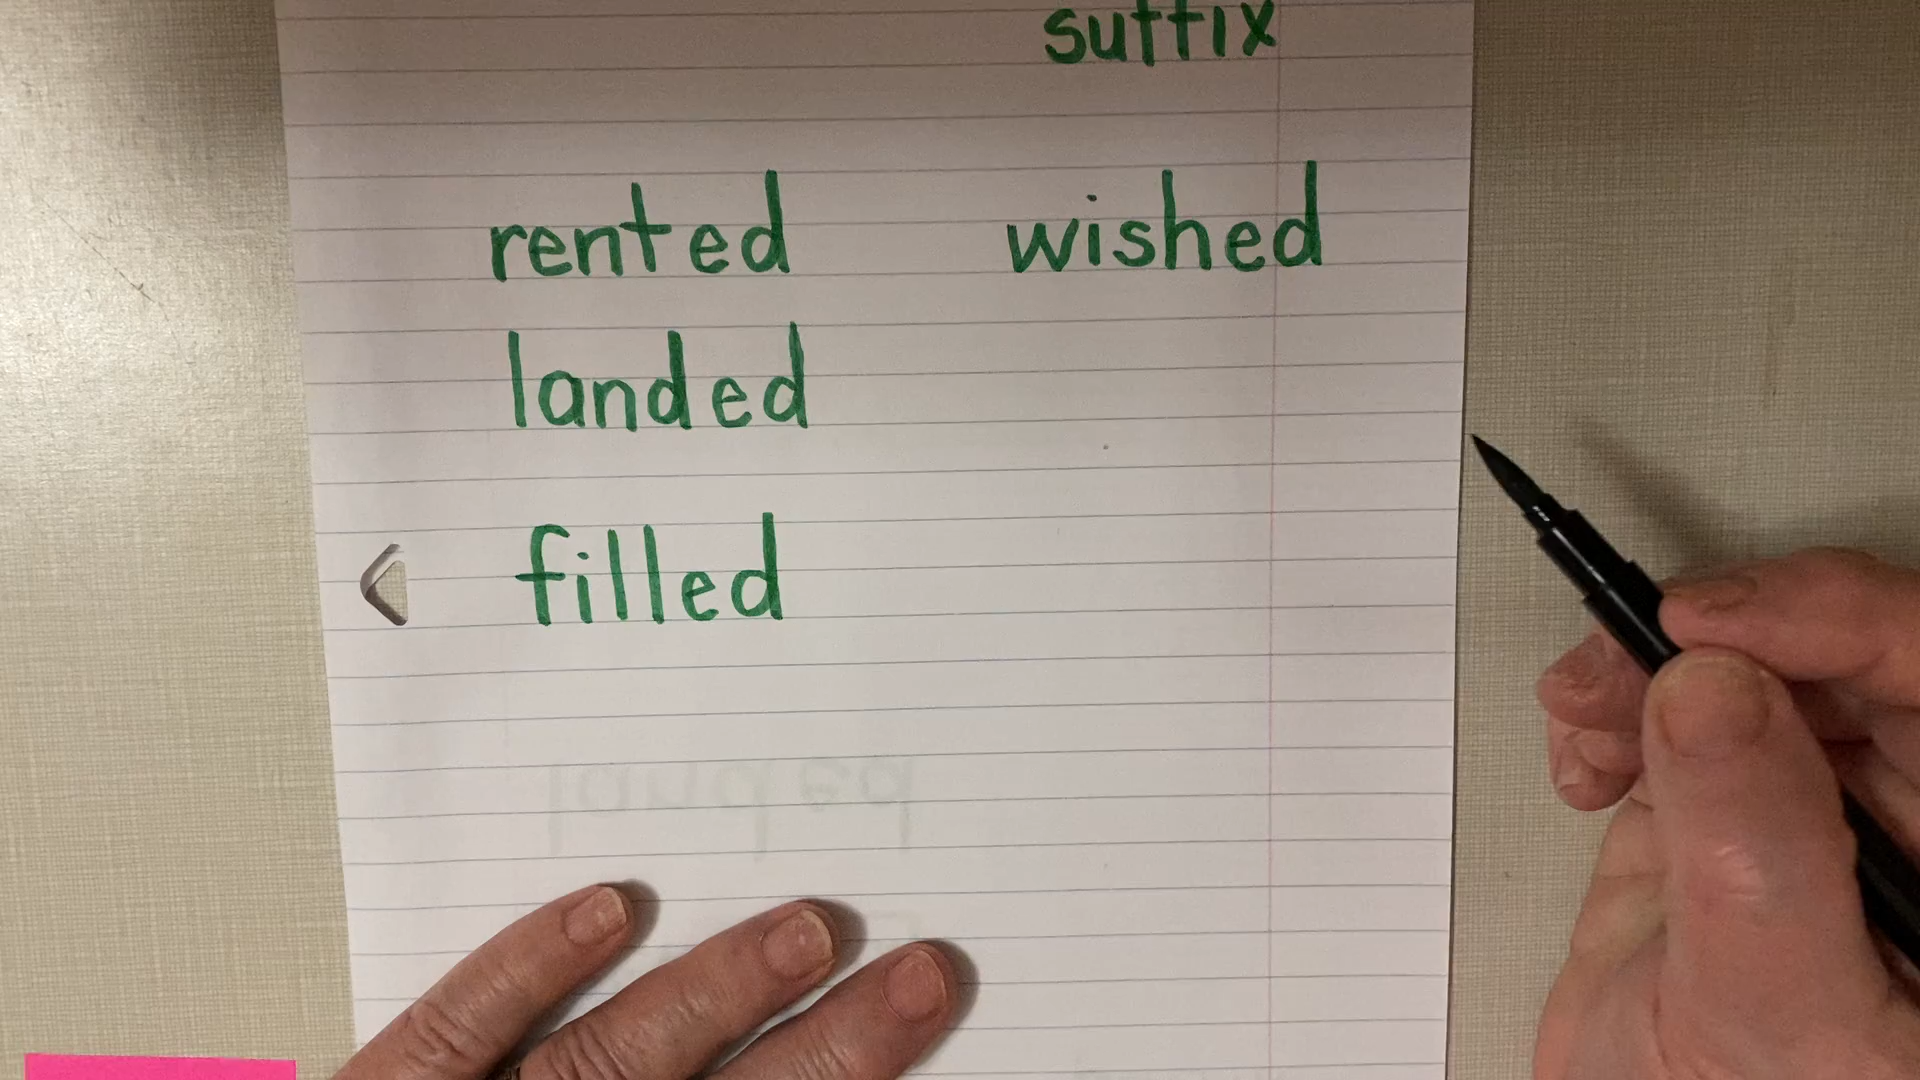 suffix
rented wished
landed
filled